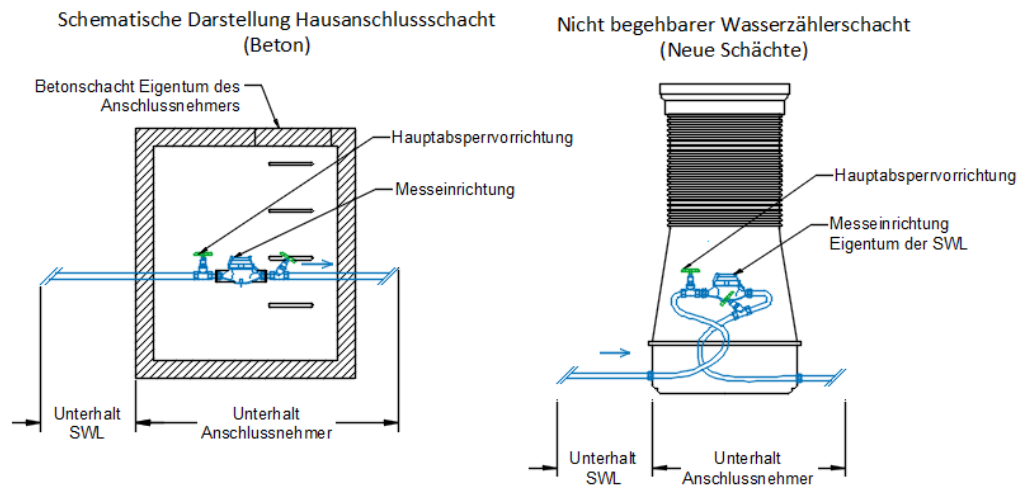 Schematische Darstellung Hausanschlussschacht
(Beton)
Betonschacht Eigentum des
Anschlussnehmers
Hauptabsperrvorrichtung
Messeinrichtung
Unterhalt
SWL
Unterhalt
Anschlussnehmer
Nicht begehbarer Wasserzählerschacht
(Neue Schächte)
Hauptabsperrvorrichtung
Messeinrichtung
Eigentum der SWL
Unterhalt
SWL
Unterhalt
Anschlussnehmer